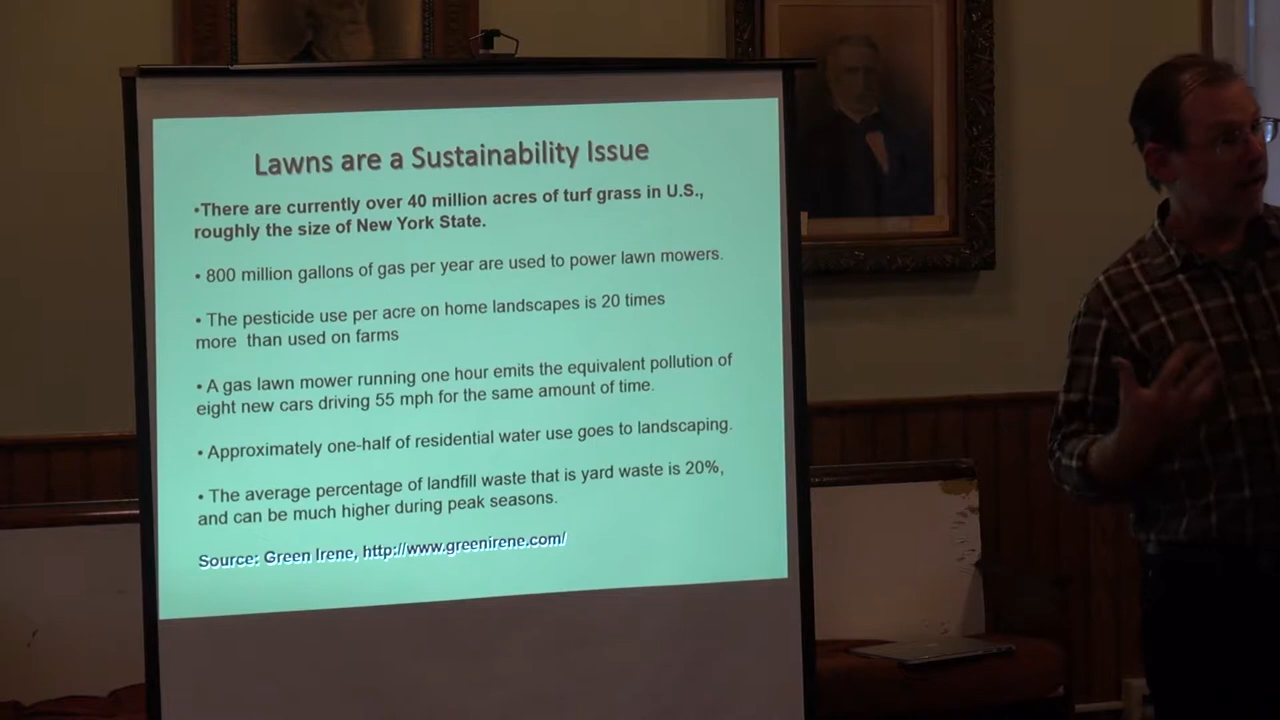 Lawns are a Sustainability Issue
•There are currently over 40 million acres of turf grass in U.S.,
roughly the size of New York State.
• 800 million gallons of gas per year are used to power lawn mowers.
• The pesticide use per acre on home landscapes is 20 times
more than used on farms
• A gas lawn mower running one hour emits the equivalent pollution of
eight new cars driving 55 mph for the same amount of time.
• Approximately one-half of residential water use goes to landscaping.
• The average percentage of landfill waste that is yard waste is 20%,
and can be much higher during peak seasons.
Source: Green Irene, http://www.greenirene.com/